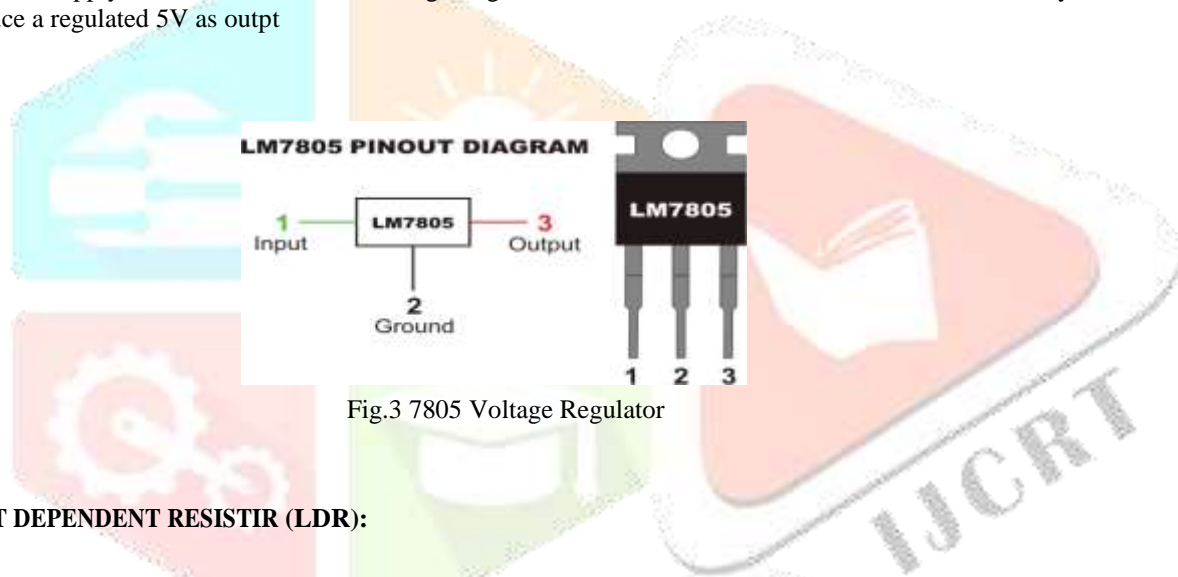 ce a regulated 5V as outpt
LM7805 PINOUT DIAGRAM
1
Input
LM7805
3
Output
2
Ground
LM7805
1 2 3
Fig.3 7805 Voltage Regulator
T DEPENDENT RESISTIR (LDR):
IJCRT